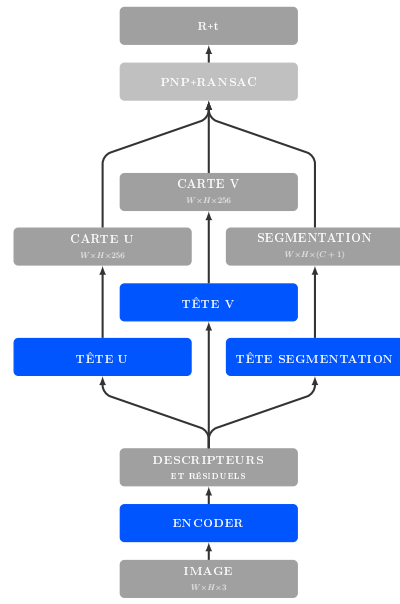 R+t
PNP+RANSAC
CARTE V
W×H×256
CARTE U
W×H×256
SEGMENTATION
W×H×(C + 1)
TÊTE V
TÊTE U
TÊTE SEGMENTATION
DESCRIPTEURS
ET RÉSIDUELS
ENCODER
IMAGE
W×H×3